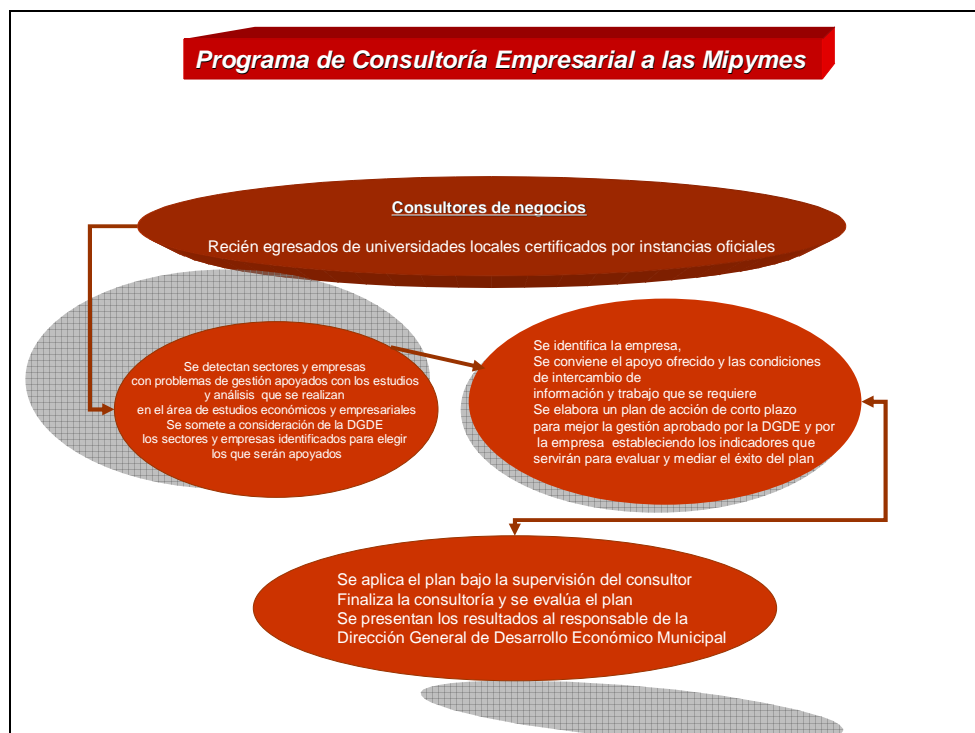 Programa de Consultoría Empresarial a las Mipymes
Consultores de negocios
Recién egresados de universidades locales certificados por instancias oficiales
Se detectan sectores y empresas
con problemas de gestión apoyados con los estudios
y análisis que se realizan
en el área de estudios económicos y empresariales
Se somete a consideración de la DGDE
los sectores y empresas identificados para elegir
los que serán apoyados
Se identifica la empresa,
Se conviene el apoyo ofrecido y las condiciones
de intercambio de
información y trabajo que se requiere
Se elabora un plan de acción de corto plazo
para mejor la gestión aprobado por la DGDE y por
la empresa estableciendo los indicadores que
servirán para evaluar y mediar el éxito del plan
Se aplica el plan bajo la supervisión del consultor
Finaliza la consultoría y se evalúa el plan
Se presentan los resultados al responsable de la
Dirección General de Desarrollo Económico Municipal